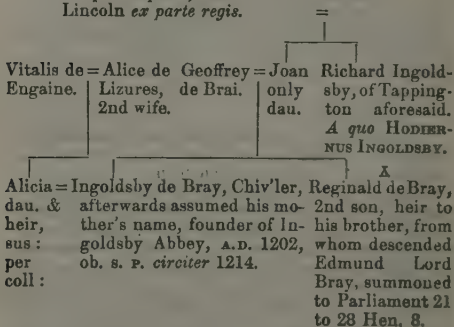 Lincoln ex parte regis.
=
Vitalis de = Alice de Geoffrey = Joan Richard Ingold-
Engaine. Lizures, de Brai. only sby, of Tapping-
2nd wife. dau. ton aforesaid.
A quo HODIER-
NUS INGOLDSBY.
X
Alicia = Ingoldsby de Bray, Chiv'ler, Reginald de Bray,
dau. & afterwards assumed his mo- 2nd son, heir to
heir, ther's name, founder of In- his brother, from
sus : goldsby Abbey, A.D. 1202, whom descended
per ob. s. P. circiter 1214. Edmund Lord
coll : Bray, summoned
to Parliament 21
to 28 Hen. 8.